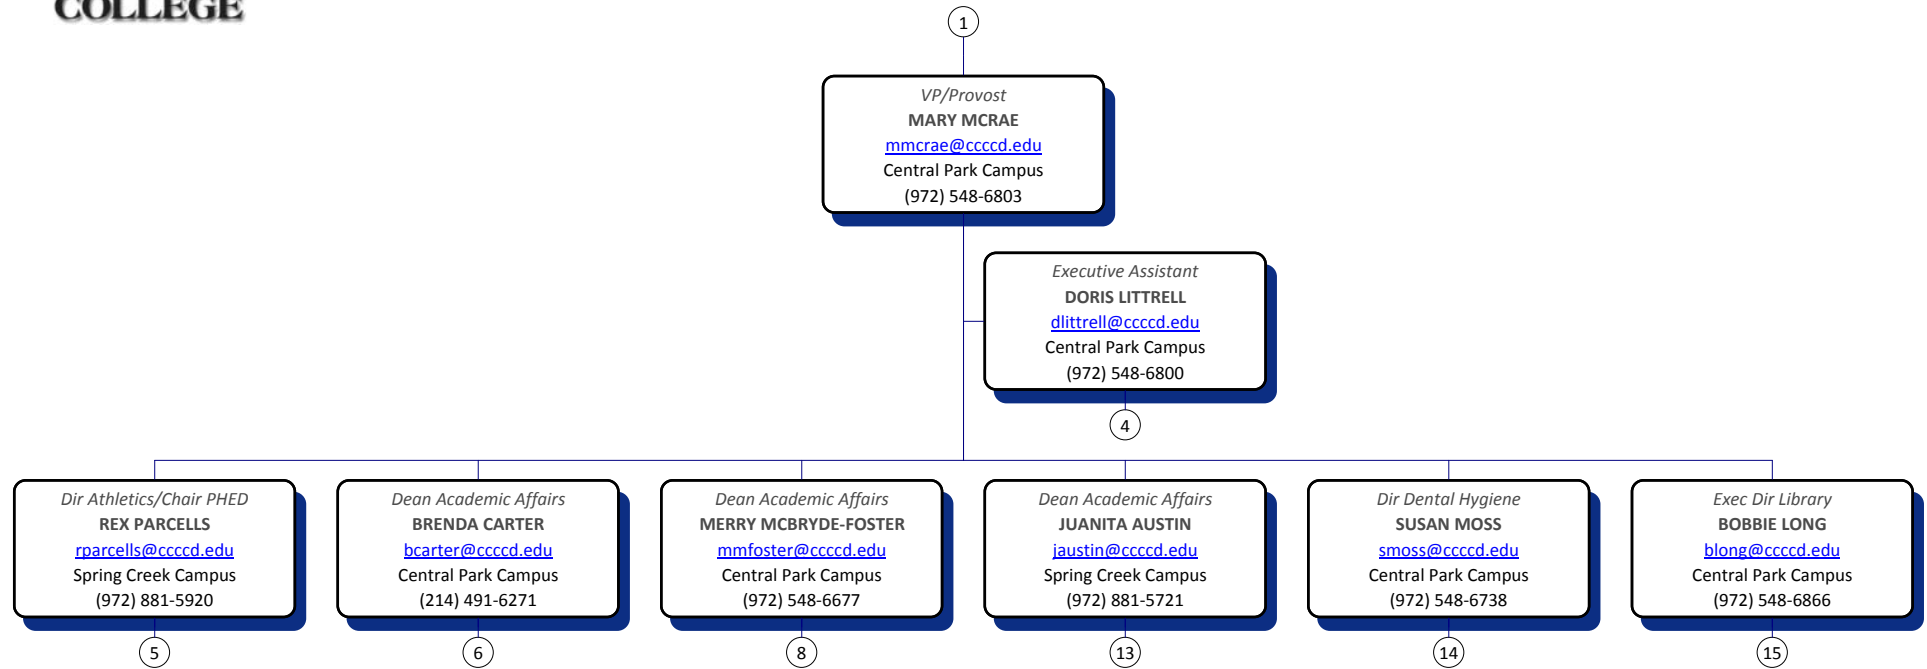 COLLEGE
1
VP/Provost
MARY MCRAE
mmcrae@ccccd.edu
Central Park Campus
(972) 548-6803
Executive Assistant
DORIS LITTRELL
dlittrell@ccccd.edu
Central Park Campus
(972) 548-6800
4
Dir Athletics/Chair PHED
REX PARCELLS
rparcells@ccccd.edu
Spring Creek Campus
(972) 881-5920
5
Dean Academic Affairs
BRENDA CARTER
bcarter@ccccd.edu
Central Park Campus
(214) 491-6271
6
Dean Academic Affairs
MERRY MCBRYDE-FOSTER
mmfoster@ccccd.edu
Central Park Campus
(972) 548-6677
8
Dean Academic Affairs
JUANITA AUSTIN
jaustin@ccccd.edu
Spring Creek Campus
(972) 881-5721
13
Dir Dental Hygiene
SUSAN MOSS
smoss@ccccd.edu
Central Park Campus
(972) 548-6738
14
Exec Dir Library
BOBBIE LONG
blong@ccccd.edu
Central Park Campus
(972) 548-6866
15